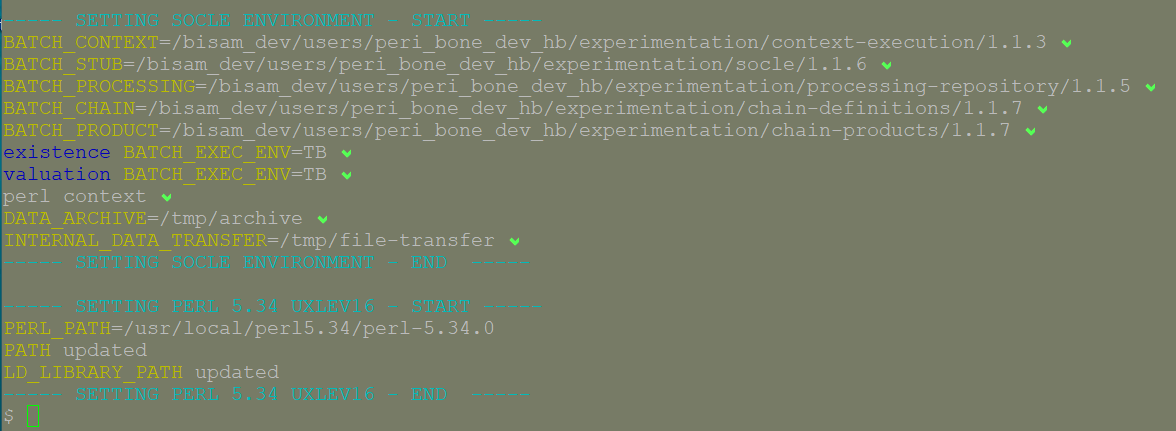 ----- SETTING SOCLE ENVIRONMENT - START -----
BATCH_CONTEXT=/bisam_dev/users/peri_bone_dev_hb/experimentation/context-execution/1.1.3
BATCH_STUB=/bisam_dev/users/peri_bone_dev_hb/experimentation/socle/1.1.6
BATCH_PROCESSING=/bisam_dev/users/peri_bone_dev_hb/experimentation/processing-repository/1.1.5
BATCH_CHAIN=/bisam_dev/users/peri_bone_dev_hb/experimentation/chain-definitions/1.1.7
BATCH_PRODUCT=/bisam_dev/users/peri_bone_dev_hb/experimentation/chain-products/1.1.7
existence BATCH_EXEC_ENV=TB
valuation BATCH_EXEC_ENV=TB
perl context
DATA_ARCHIVE=/tmp/archive
INTERNAL_DATA_TRANSFER=/tmp/file-transfer
----- SETTING SOCLE ENVIRONMENT - END  -----
----- SETTING PERL 5.34 UXLEV16 - START -----
PERL_PATH=/usr/local/perl5.34/perl-5.34.0
PATH updated
LD_LIBRARY_PATH updated
----- SETTING PERL 5.34 UXLEV16 - END  -----
$